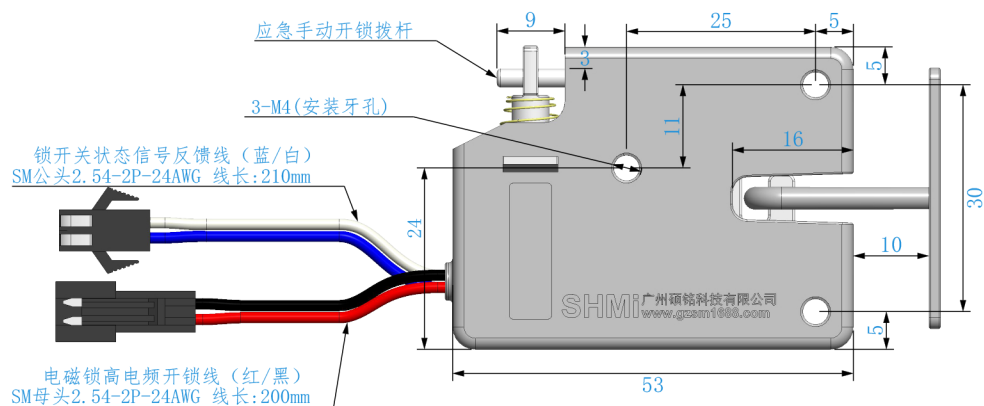 应急手动开锁拨杆
9
3
25
5
5
3-M4(安装牙孔)
11
16
锁开关状态信号反馈线（蓝/白）
SM公头2.54-2P-24AWG 线长:210mm
24
30
10
SHMi
广州硕铭科技有限公司
www.gzsm1688.com
5
电磁锁高电频开锁线（红/黑）
SM母头2.54-2P-24AWG 线长:200mm
53